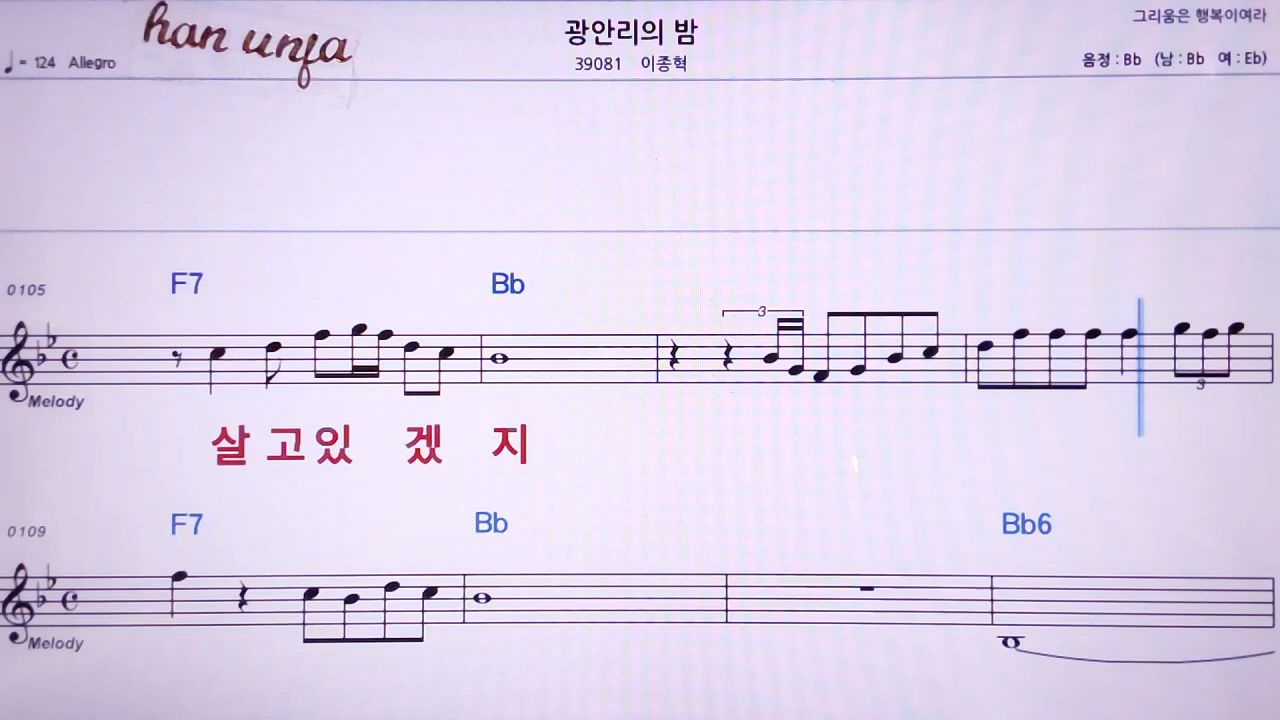 han unfa
광안리의 밤
그리움은 행복이여라
♩= 124 Allegro
39081 이종혁
음정 : Bb (남 : Bb 여 : Eb)
0105
F7 Bb
3
3
Melody
살 고 있 겠 지
0109
F7 Bb Bb6
Melody